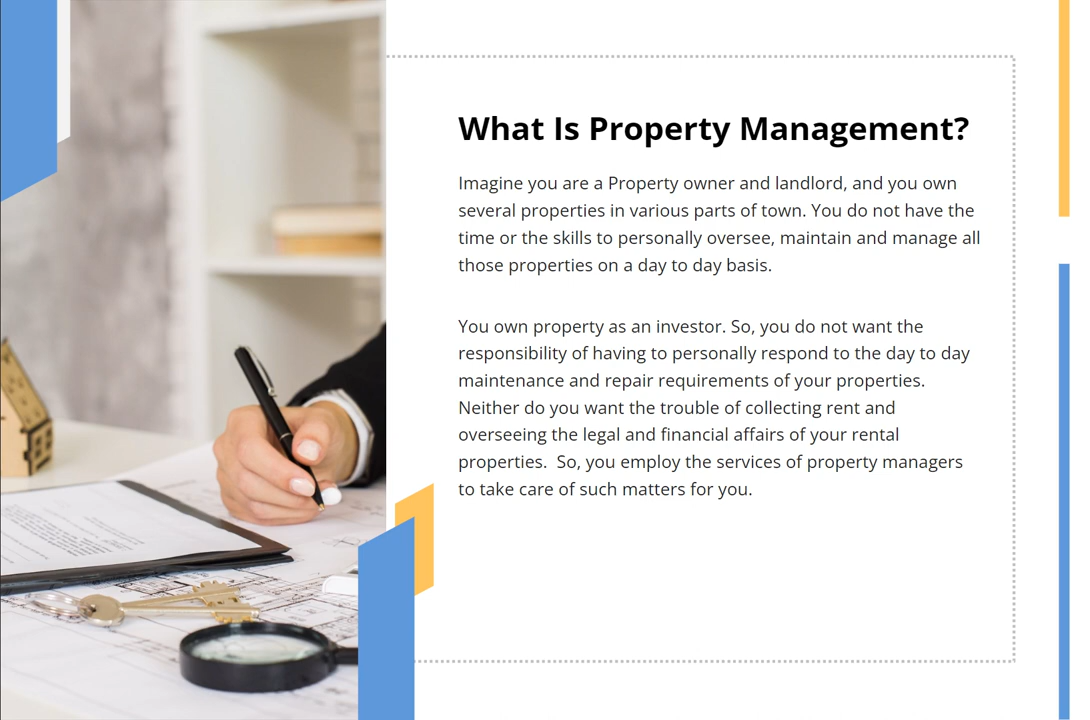 What Is Property Management?
Imagine you are a Property owner and landlord, and you own
several properties in various parts of town. You do not have the
time or the skills to personally oversee, maintain and manage all
those properties on a day to day basis.
You own property as an investor. So, you do not want the
responsibility of having to personally respond to the day to day
maintenance and repair requirements of your properties.
Neither do you want the trouble of collecting rent and
overseeing the legal and financial affairs of your rental
properties.  So, you employ the services of property managers
to take care of such matters for you.